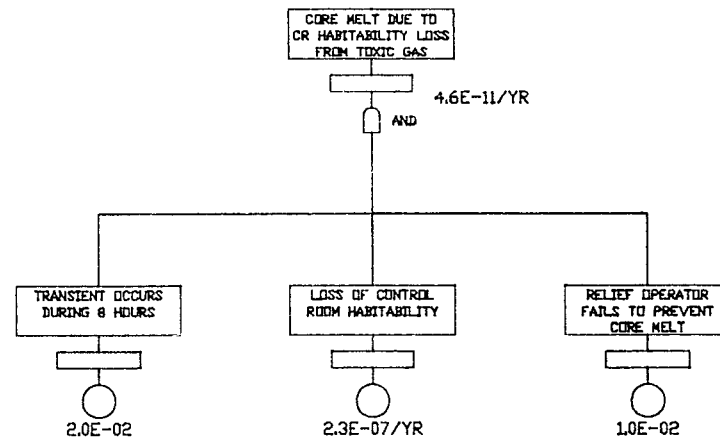 CORE MELT DUE TO
CR HABITABILITY LOSS
FROM TOXIC GAS
4.6E-11/YR
AND
TRANSIENT OCCURS
DURING 8 HOURS
LOSS OF CONTROL
ROOM HABITABILITY
RELIEF OPERATOR
FAILS TO PREVENT
CORE MELT
2.0E-02
2.3E-07/YR
1.0E-02